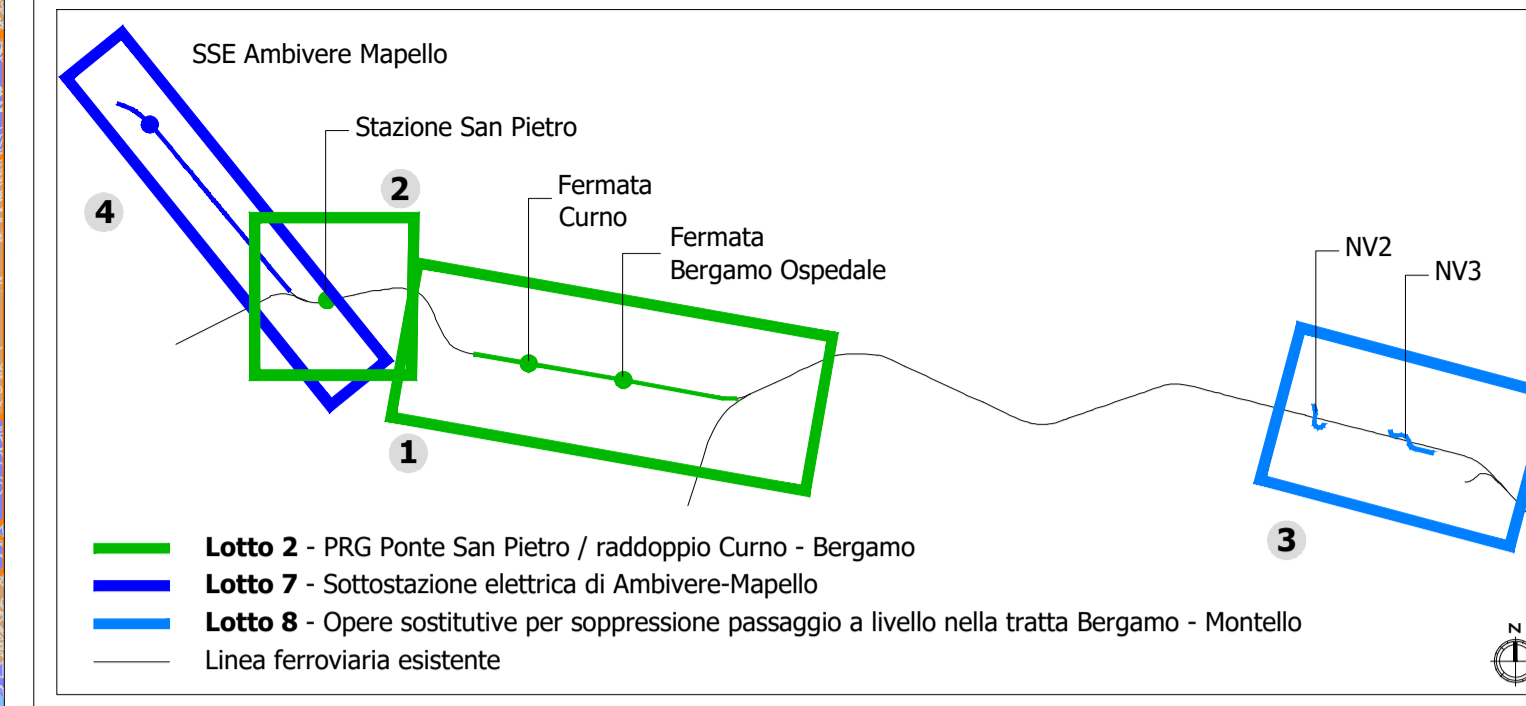 SSE Ambivere Mapello
Stazione San Pietro
2
4
Fermata
Curno
Fermata
Bergamo Ospedale
NV2
NV3
1
3
Lotto 2 - PRG Ponte San Pietro / raddoppio Curno - Bergamo
Lotto 7 - Sottostazione elettrica di Ambivere-Mapello
Lotto 8 - Opere sostitutive per soppressione passaggio a livello nella tratta Bergamo - Montello
Linea ferroviaria esistente
N